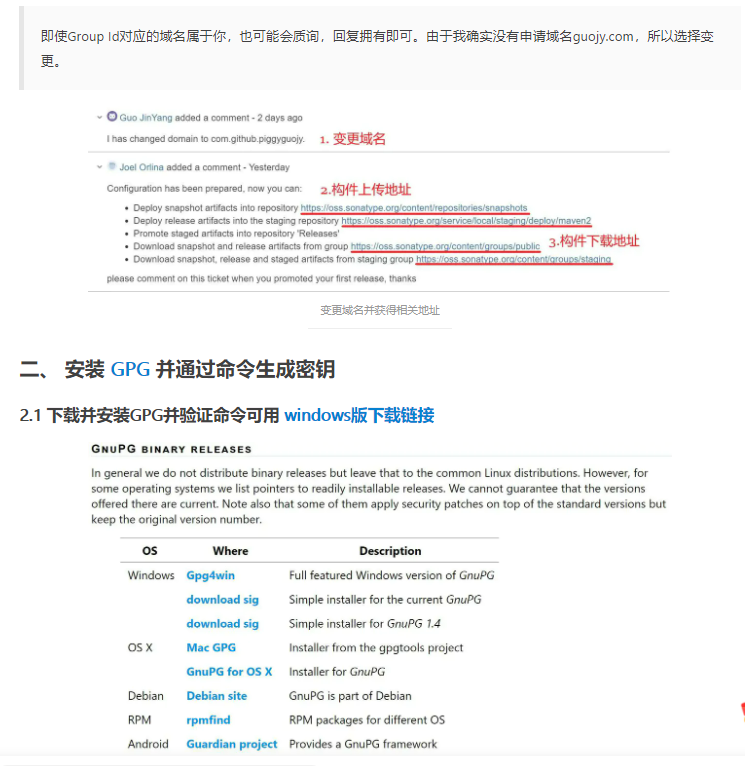 即使Group Id对应的域名属于你，也可能会质询，回复拥有即可。由于我确实没有申请域名guojy.com，所以选择变
更。
Guo JinYang added a comment - 2 days ago
I has changed domain to com.github.piggyguojy.
1. 变更域名
Joel Orlina added a comment - Yesterday
Configuration has been prepared, now you can:
2.构件上传地址
Deploy snapshot artifacts into repository https://oss.sonatype.org/content/repositories/snapshots
Deploy release artifacts into the staging repository https://oss.sonatype.org/service/local/staging/deploy/maven2
Promote staged artifacts into repository 'Releases'
Download snapshot and release artifacts from group https://oss.sonatype.org/content/groups/public
3.构件下载地址
Download snapshot, release and staged artifacts from staging group https://oss.sonatype.org/content/groups/staging
please comment on this ticket when you promoted your first release, thanks
变更域名并获得相关地址
二、 安装 GPG 并通过命令生成密钥
2.1 下载并安装GPG并验证命令可用 windows版下载链接
GNUPG BINARY RELEASES
In general we do not distribute binary releases but leave that to the common Linux distributions. However, for
some operating systems we list pointers to readily installable releases. We cannot guarantee that the versions
offered there are current. Note also that some of them apply security patches on top of the standard versions but
keep the original version number.
OS Where Description
Windows Gpg4win Full featured Windows version of GnuPG
download sig Simple installer for the current GnuPG
download sig Simple installer for GnuPG 1.4
OS X Mac GPG Installer from the gpgtools project
GnuPG for OS X Installer for GnuPG
Debian Debian site GnuPG is part of Debian
RPM rpmfind RPM packages for different OS
Android Guardian project Provides a GnuPG framework